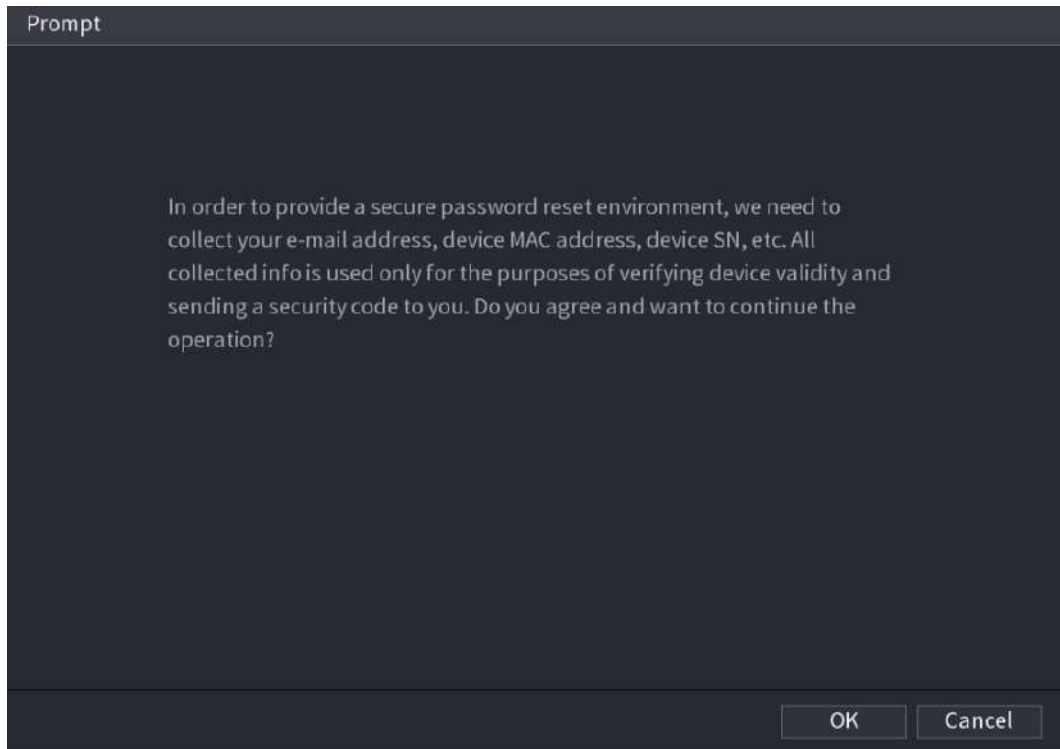 Prompt
In order to provide a secure password reset environment, we need to
collect your e-mail address, device MAC address, device SN, etc. All
collected info is used only for the purposes of verifying device validity and
sending a security code to you. Do you agree and want to continue the
operation?
OK
Cancel